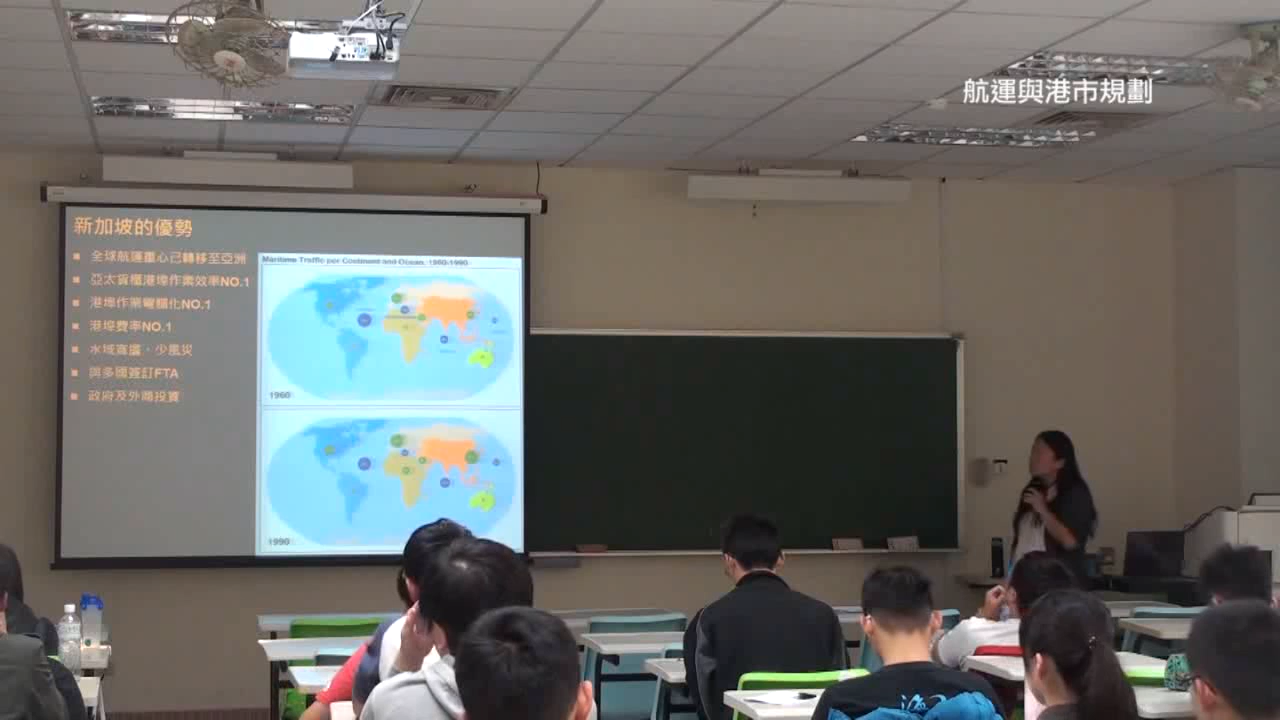 航運與港市規劃
新加坡的優勢
全球航運重心已轉移至亞洲
亞太貨櫃港埠作業效率NO.1
港埠作業電腦化NO.1
港埠費率NO.1
水域寬廣，少風災
與多國簽訂FTA
政府及外商投資
Maritime Traffic per Continent and Ocean, 1960-1990
1960
1990